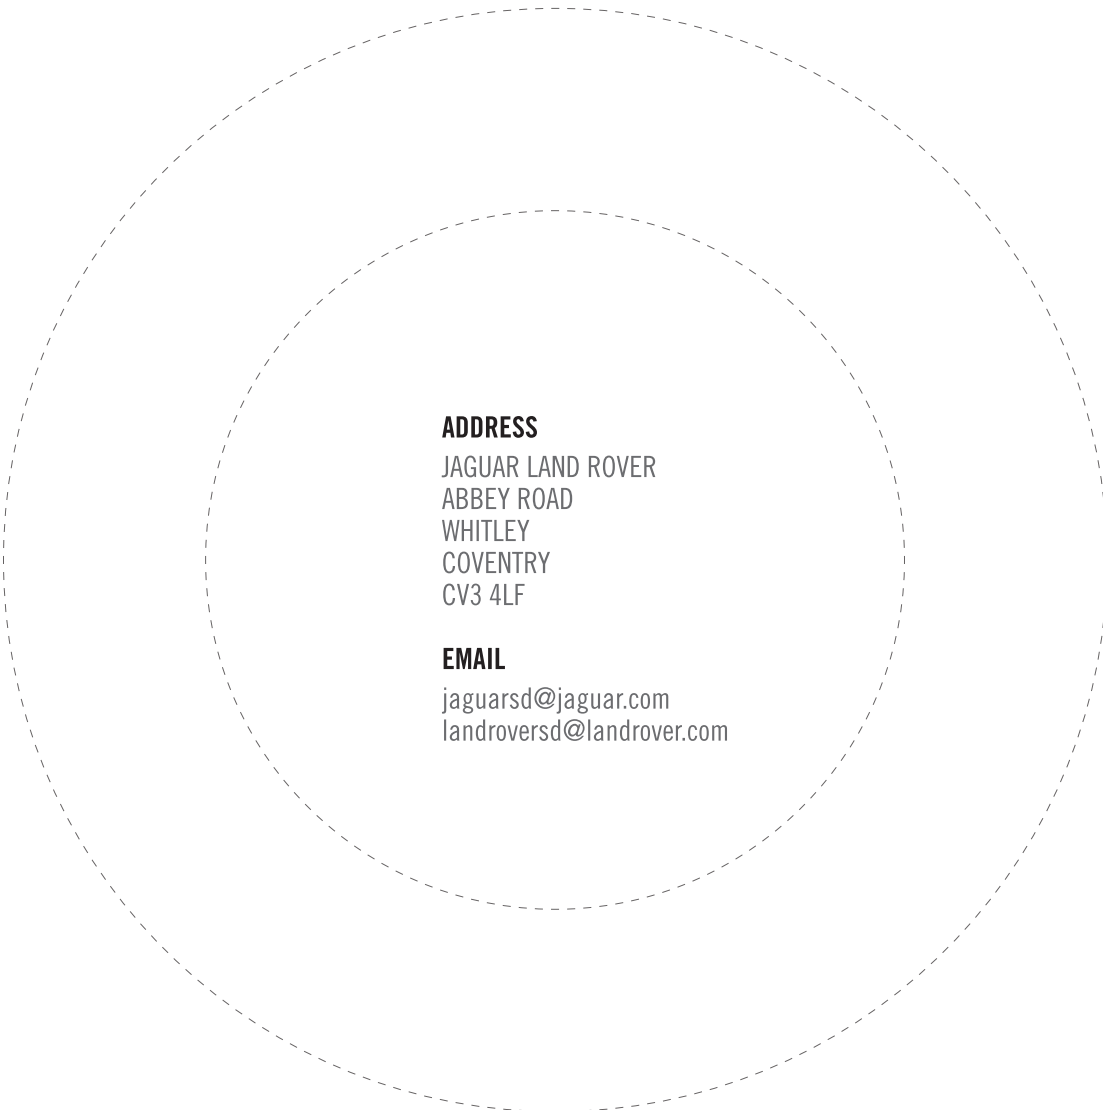 ADDRESS
JAGUAR LAND ROVER
ABBEY ROAD
WHITLEY
COVENTRY
CV3 4LF
EMAIL
jaguarsd@jaguar.com
landroversd@landrover.com